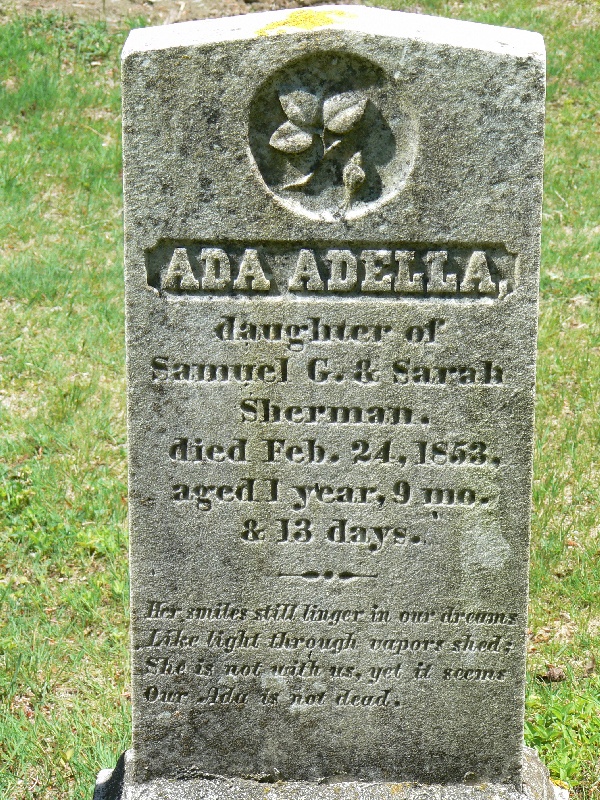 ADA ADELLA,
daughter of
Samuel G. & Sarah
Sherman.
died Feb. 24, 1853.
aged 1 year, 9 mo.
& 13 days.
Her smiles still linger in our dreams
Like light through vapors shed;
She is not with us, yet it seems
Our Ada is not dead.